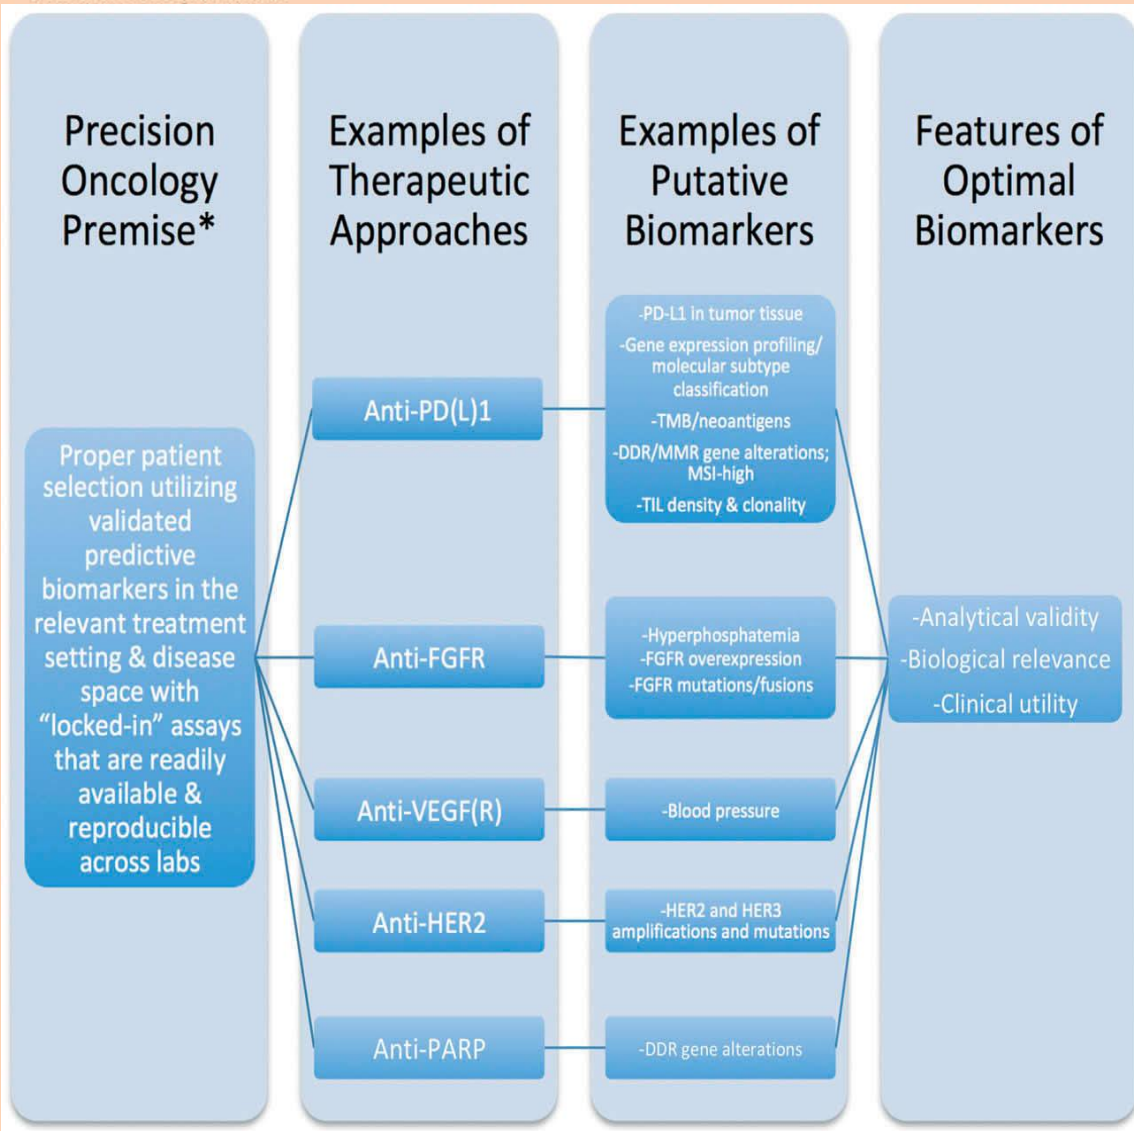 Precision
Oncology
Premise*
Proper patient
selection utilizing
validated
predictive
biomarkers in the
relevant treatment
setting & disease
space with
“locked-in” assays
that are readily
available &
reproducible
across labs
Examples of
Therapeutic
Approaches
Anti-PD(L)1
Anti-FGFR
Anti-VEGF(R)
Anti-HER2
Anti-PARP
Examples of
Putative
Biomarkers
-PD-L1 in tumor tissue
-Gene expression profiling/
molecular subtype
classification
-TMB/neoantigens
-DDR/MMR gene alterations;
MSI-high
-TIL density & clonality
-Hyperphosphatemia
-FGFR overexpression
-FGFR mutations/fusions
-Blood pressure
-HER2 and HER3
amplifications and mutations
-DDR gene alterations
Features of
Optimal
Biomarkers
-Analytical validity
-Biological relevance
-Clinical utility